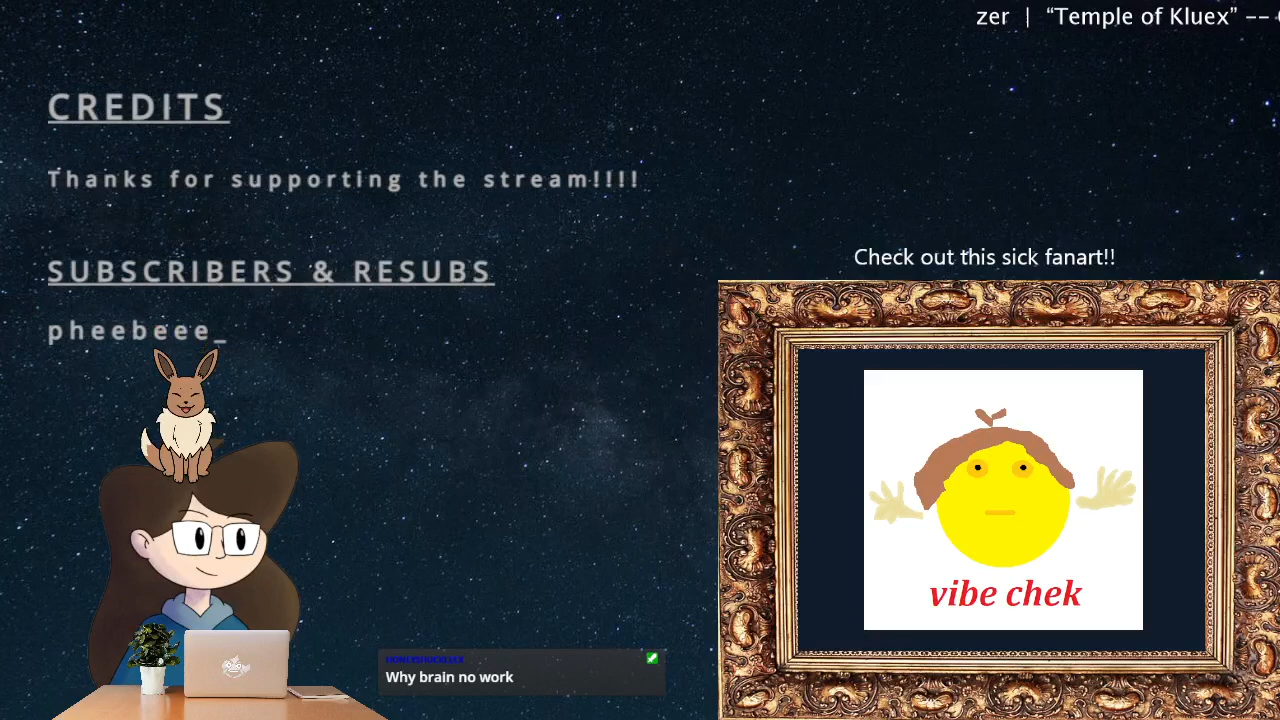 zer | “Temple of Kluex” --
CREDITS
Thanks for supporting the stream!!!!
SUBSCRIBERS & RESUBS
pheebeee_
Check out this sick fanart!!
vibe chek
Why brain no work